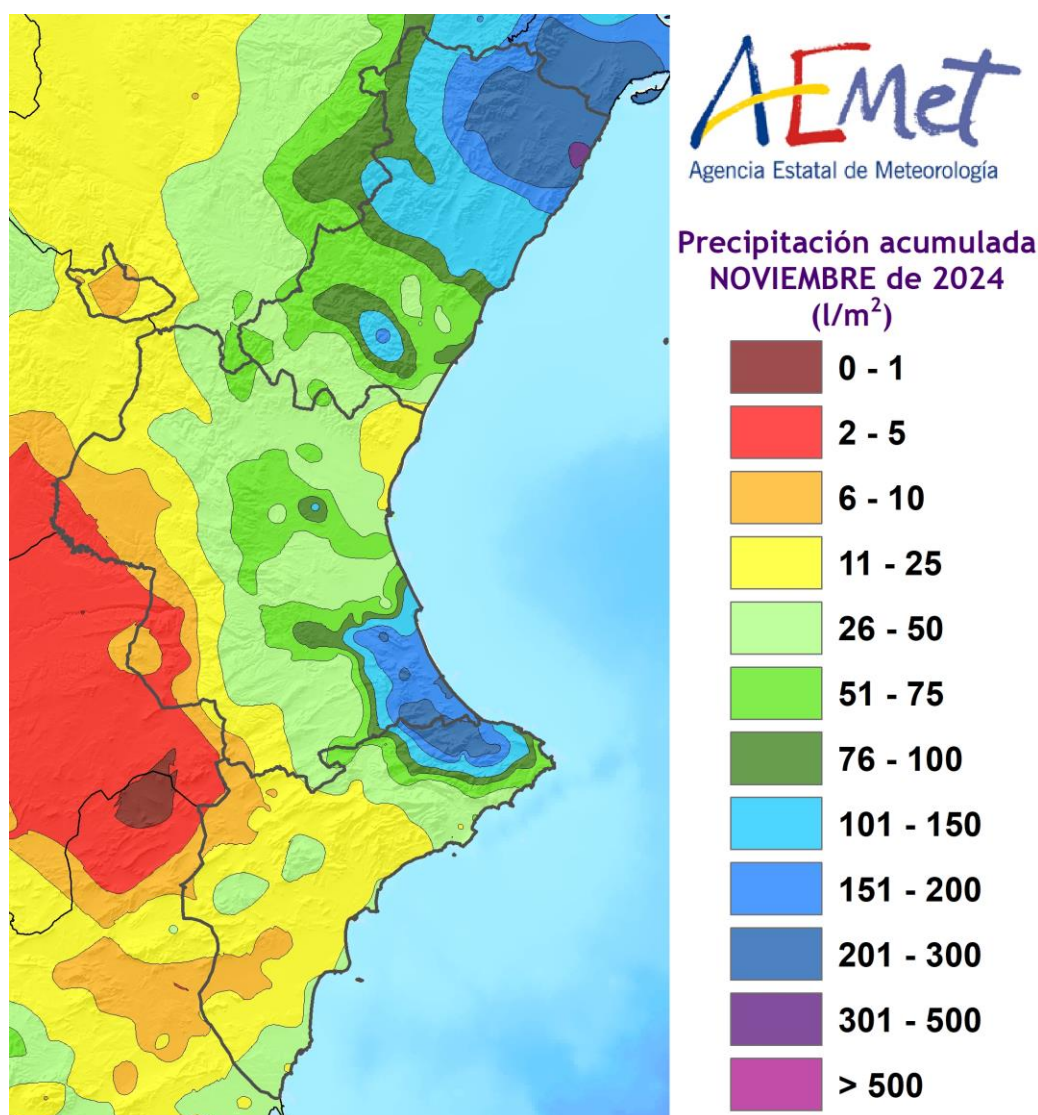 AEMet
Agencia Estatal de Meteorología
Precipitación acumulada
NOVIEMBRE de 2024
(l/m²)
0 - 1
2 - 5
6 - 10
11 - 25
26 - 50
51 - 75
76 - 100
101 - 150
151 - 200
201 - 300
301 - 500
> 500